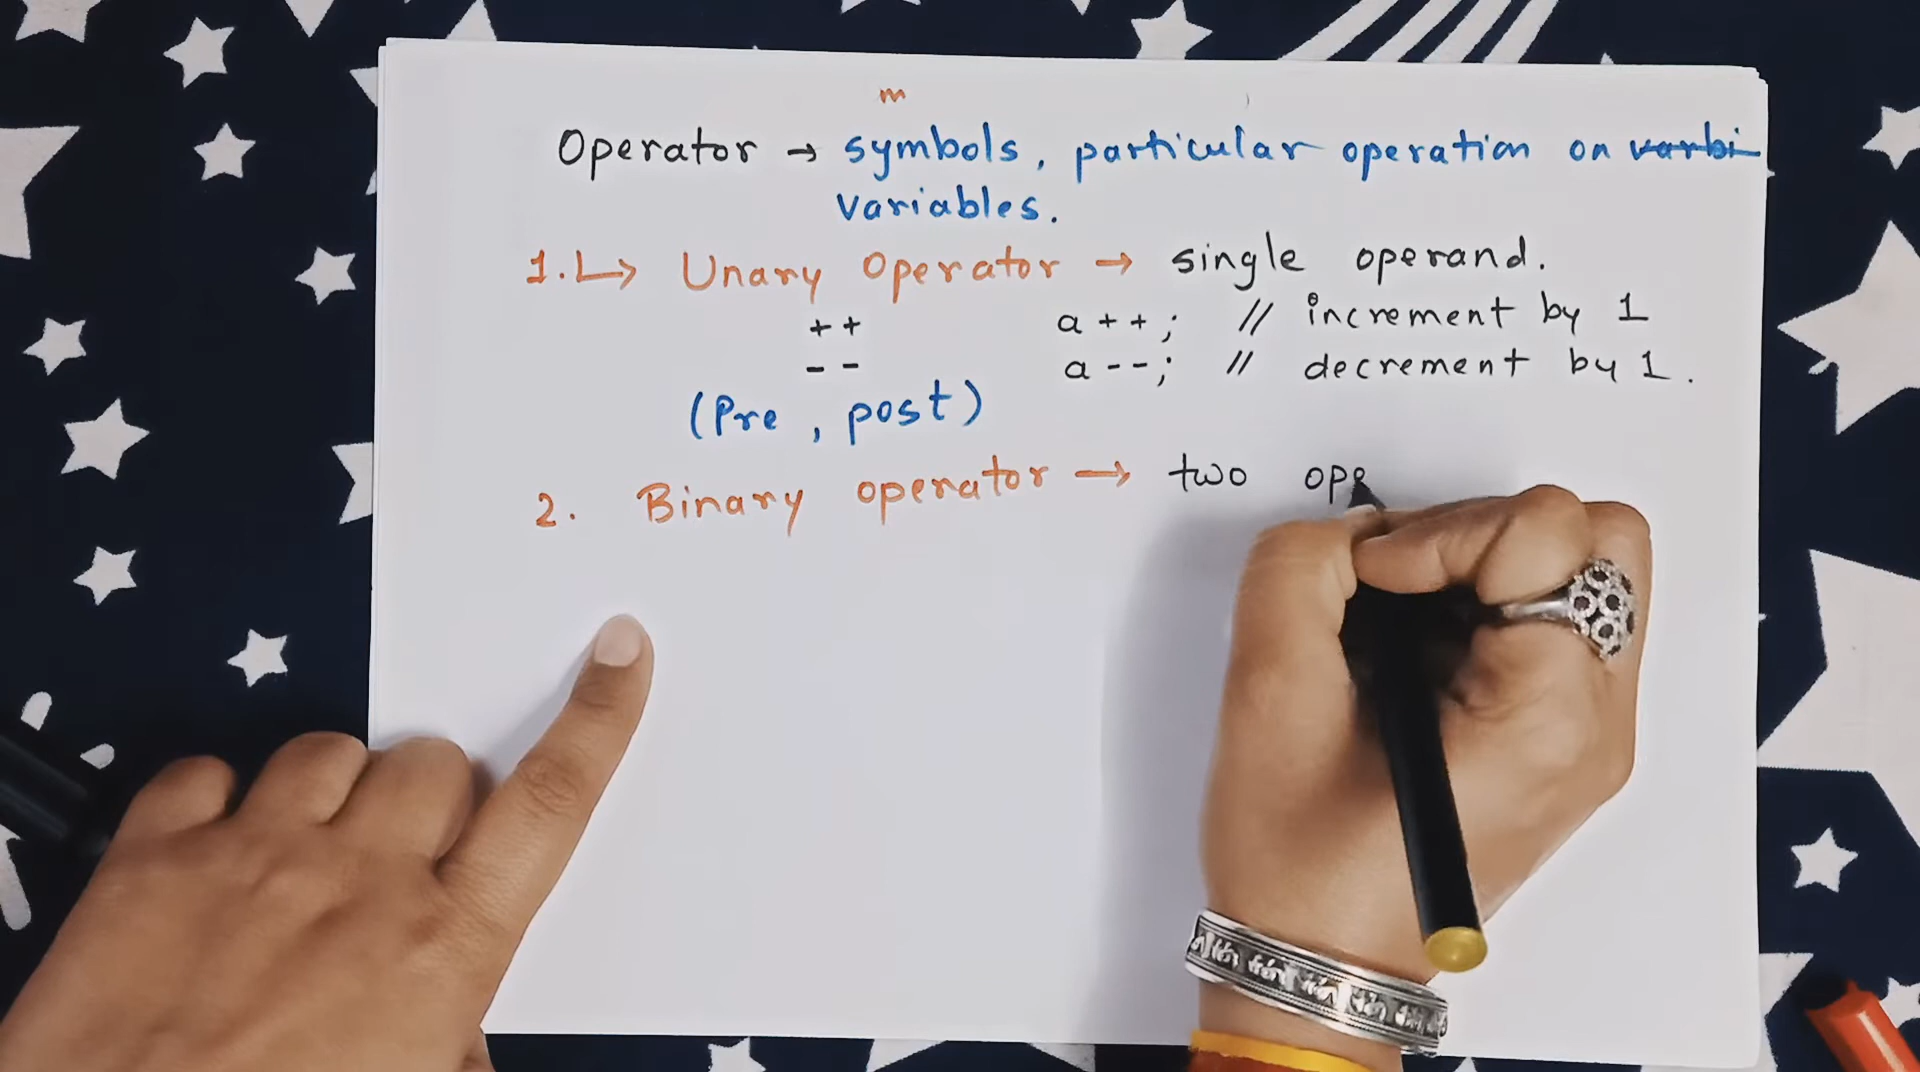 m
Operator → symbols, particular operation on varbi
variables.
1. ↳ Unary Operator → single operand.
++ a++; // increment by 1
-- a--; // decrement by 1.
(Pre, post)
2. Binary operator → two ope